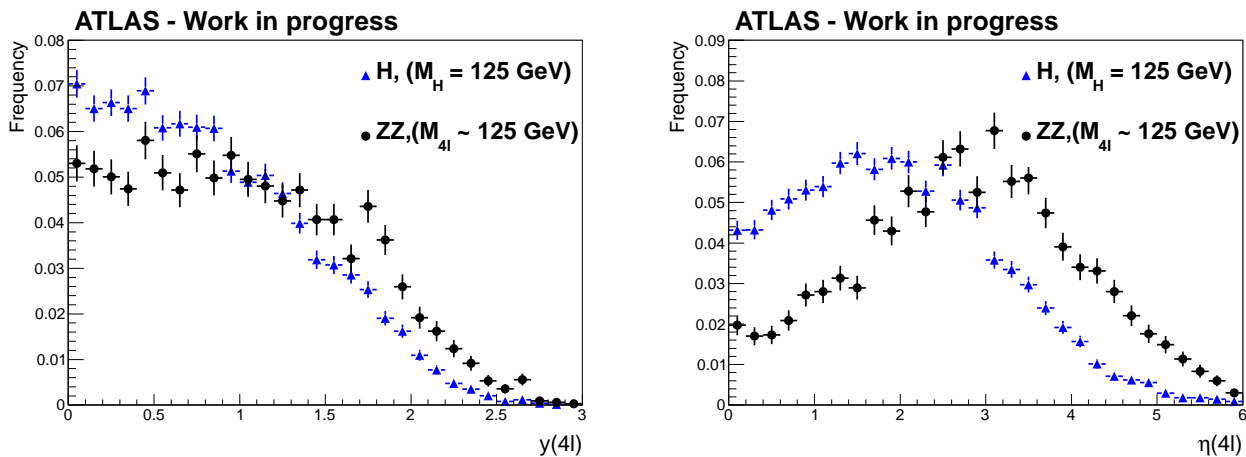 ATLAS - Work in progress
Frequency
0.08
0.07
0.06
0.05
0.04
0.03
0.02
0.01
0
0 0.5 1 1.5 2 2.5 3
y(4l)
H, (M_H = 125 GeV)
ZZ,(M_4l ~ 125 GeV)
ATLAS - Work in progress
Frequency
0.09
0.08
0.07
0.06
0.05
0.04
0.03
0.02
0.01
0
0 1 2 3 4 5 6
η(4l)
H, (M_H = 125 GeV)
ZZ,(M_4l ~ 125 GeV)